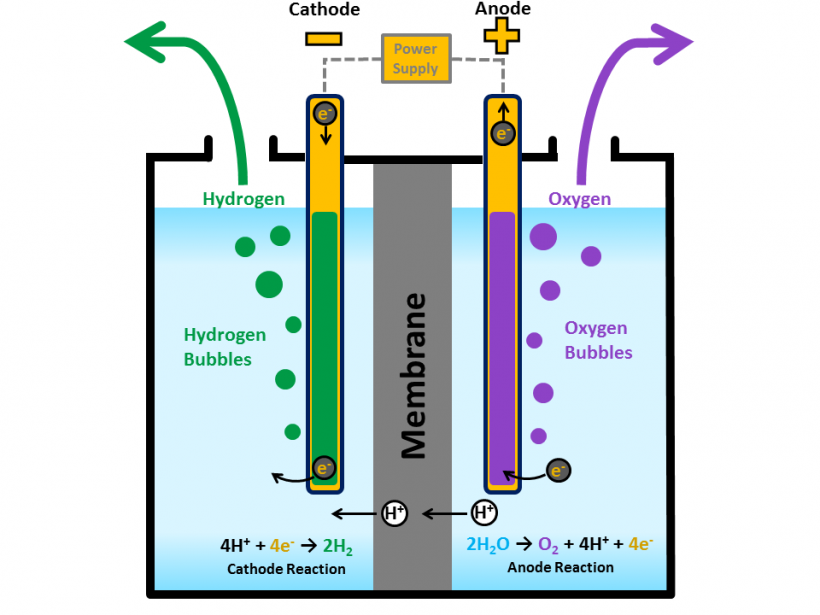 Cathode
Anode
Power
Supply
e⁻
e⁻
Hydrogen
Oxygen
Hydrogen
Bubbles
Membrane
Oxygen
Bubbles
e⁻
e⁻
H⁺
H⁺
4H⁺ + 4e⁻ → 2H₂
Cathode Reaction
2H₂O → O₂ + 4H⁺ + 4e⁻
Anode Reaction